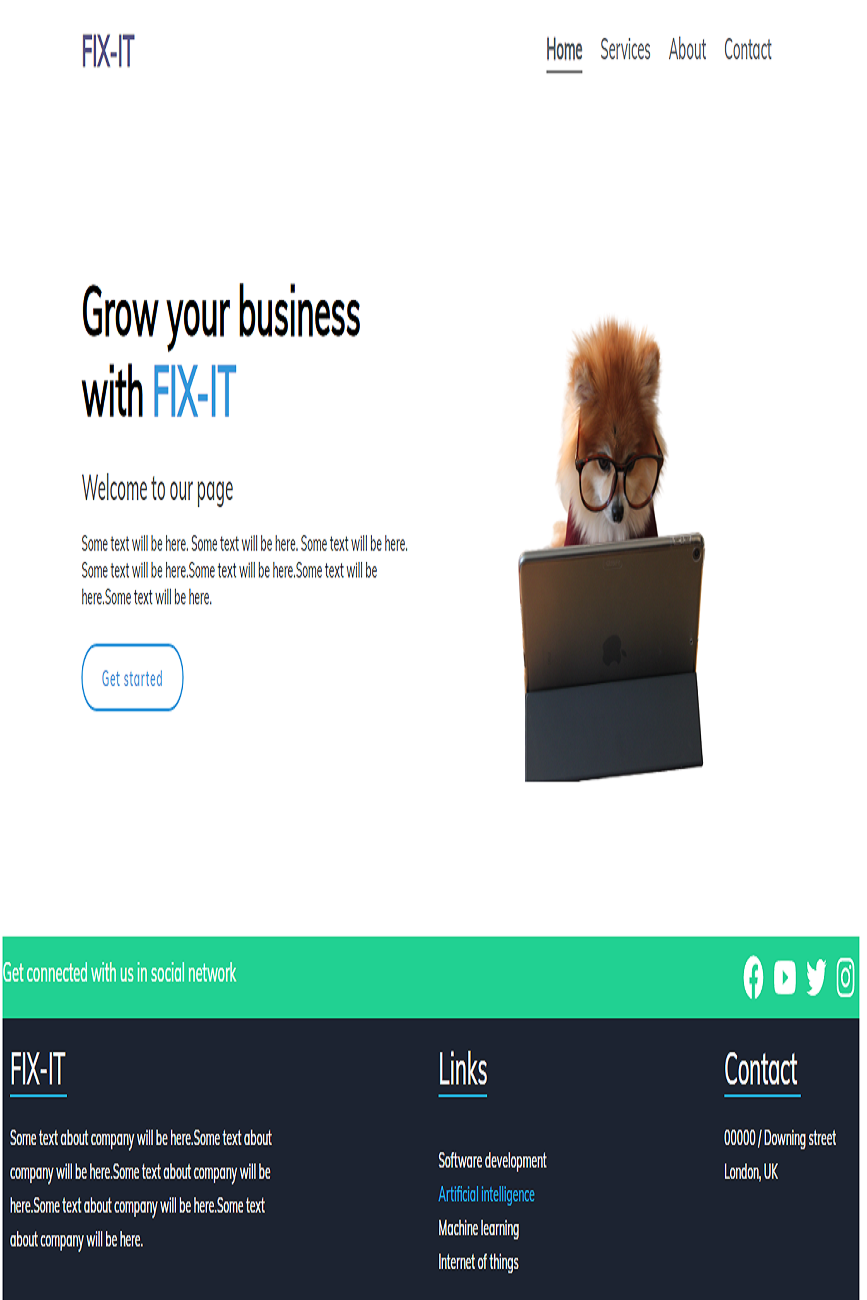 FIX-IT
Home Services About Contact
Grow your business
with FIX-IT
Welcome to our page
Some text will be here. Some text will be here. Some text will be here.
Some text will be here.Some text will be here.Some text will be
here.Some text will be here.
Get started
Get connected with us in social network
FIX-IT
Some text about company will be here.Some text about
company will be here.Some text about company will be
here.Some text about company will be here.Some text
about company will be here.
Links
Software development
Artificial intelligence
Machine learning
Internet of things
Contact
00000 / Downing street
London, UK